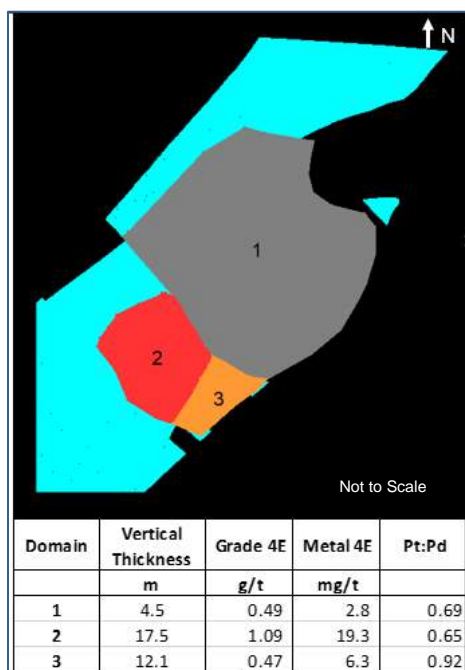 N
1
2
3
Not to Scale
Domain Vertical Thickness Grade 4E Metal 4E Pt:Pd
m g/t mg/t
1 4.5 0.49 2.8 0.69
2 17.5 1.09 19.3 0.65
3 12.1 0.47 6.3 0.92